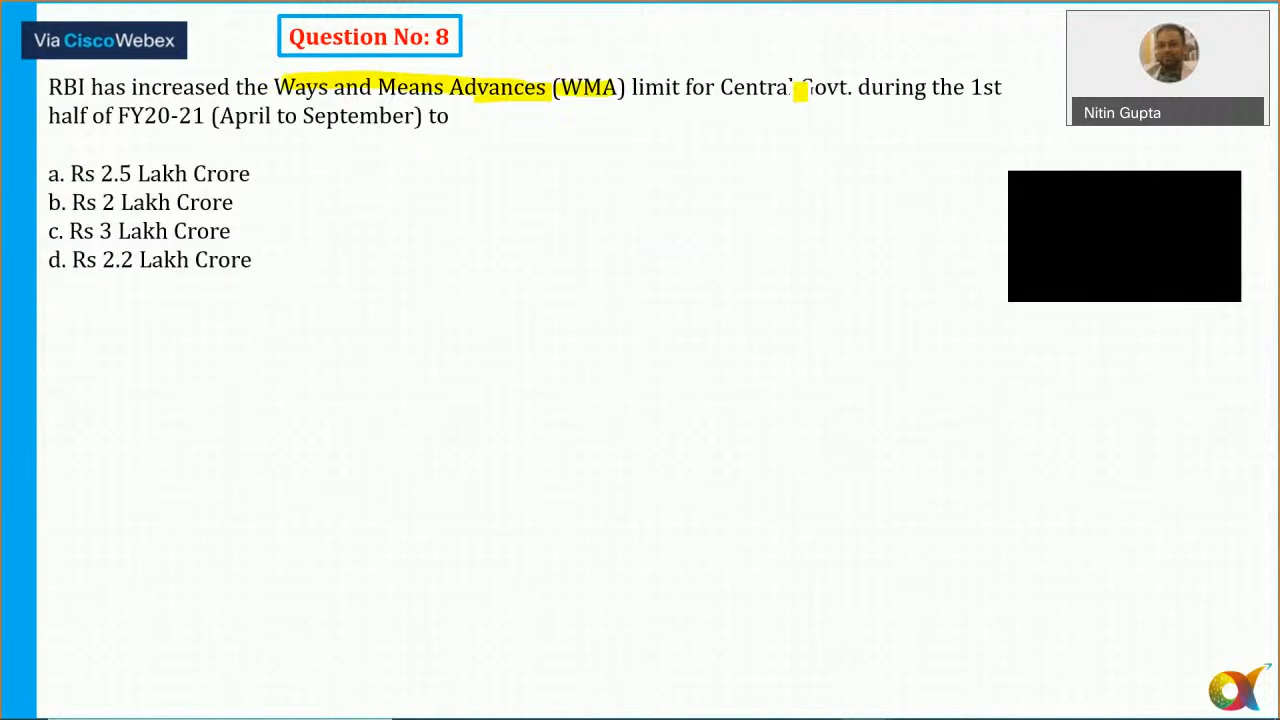 Via Cisco Webex
Question No: 8
RBI has increased the Ways and Means Advances (WMA) limit for Central Govt. during the 1st
half of FY20-21 (April to September) to
a. Rs 2.5 Lakh Crore
b. Rs 2 Lakh Crore
c. Rs 3 Lakh Crore
d. Rs 2.2 Lakh Crore
Nitin Gupta